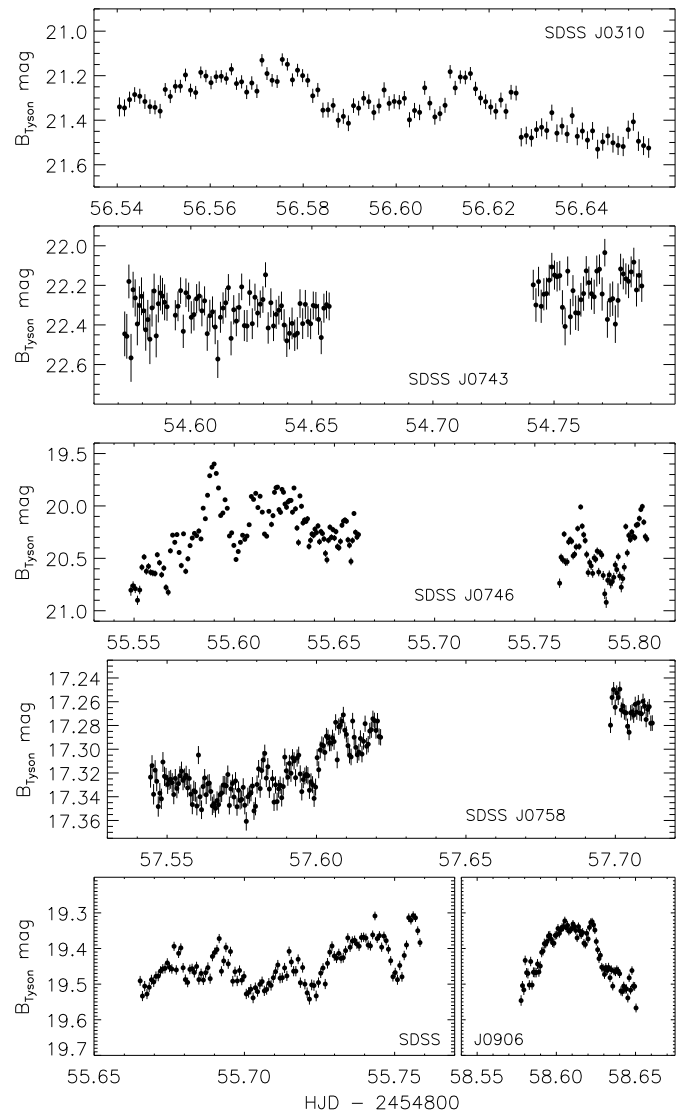 SDSS J0310
B_Tyson mag
21.0
21.2
21.4
21.6
56.54 56.56 56.58 56.60 56.62 56.64
SDSS J0743
B_Tyson mag
22.0
22.2
22.4
22.6
54.60 54.65 54.70 54.75
SDSS J0746
B_Tyson mag
19.5
20.0
20.5
21.0
55.55 55.60 55.65 55.70 55.75 55.80
SDSS J0758
B_Tyson mag
17.24
17.26
17.28
17.30
17.32
17.34
17.36
57.55 57.60 57.65 57.70
SDSS J0906
B_Tyson mag
19.3
19.4
19.5
19.6
19.7
55.65 55.70 55.75 58.55 58.60 58.65
HJD − 2454800